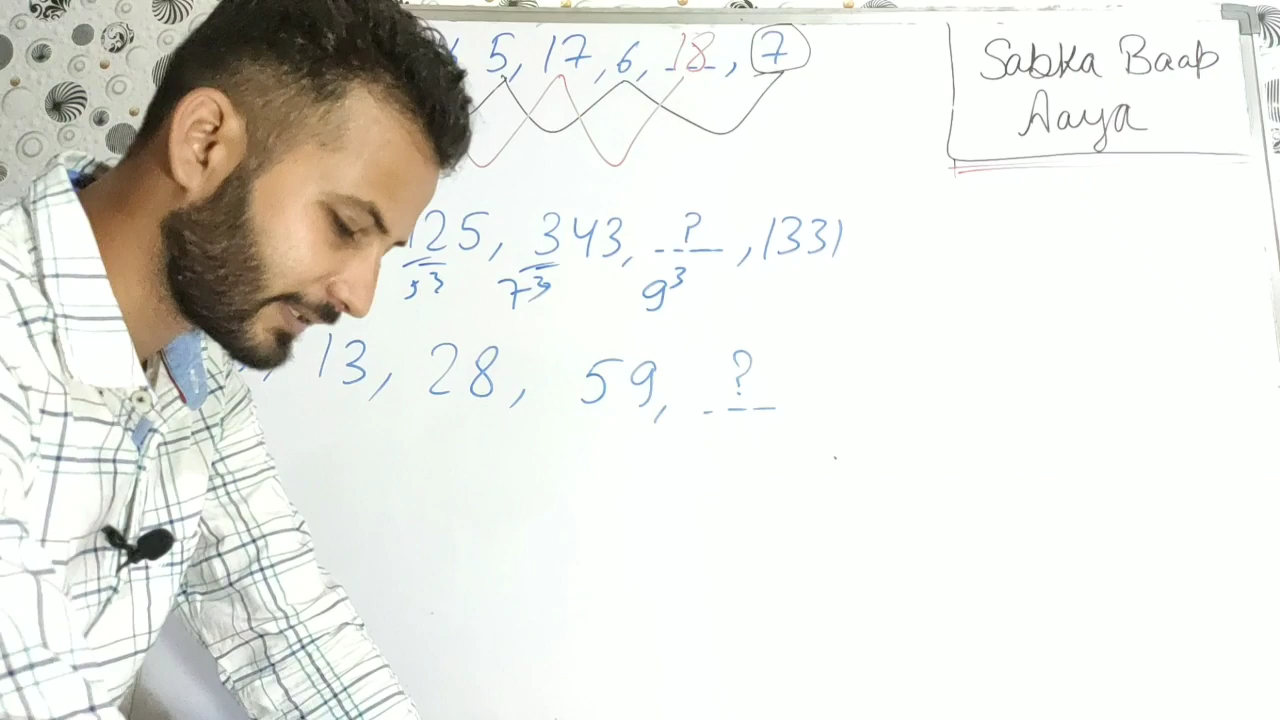 5, 17, 6, 18, 7
Sabka Baap
Aaya
125, 343, ?, 1331
5³ 7³ 9³
, 13, 28, 59, ?